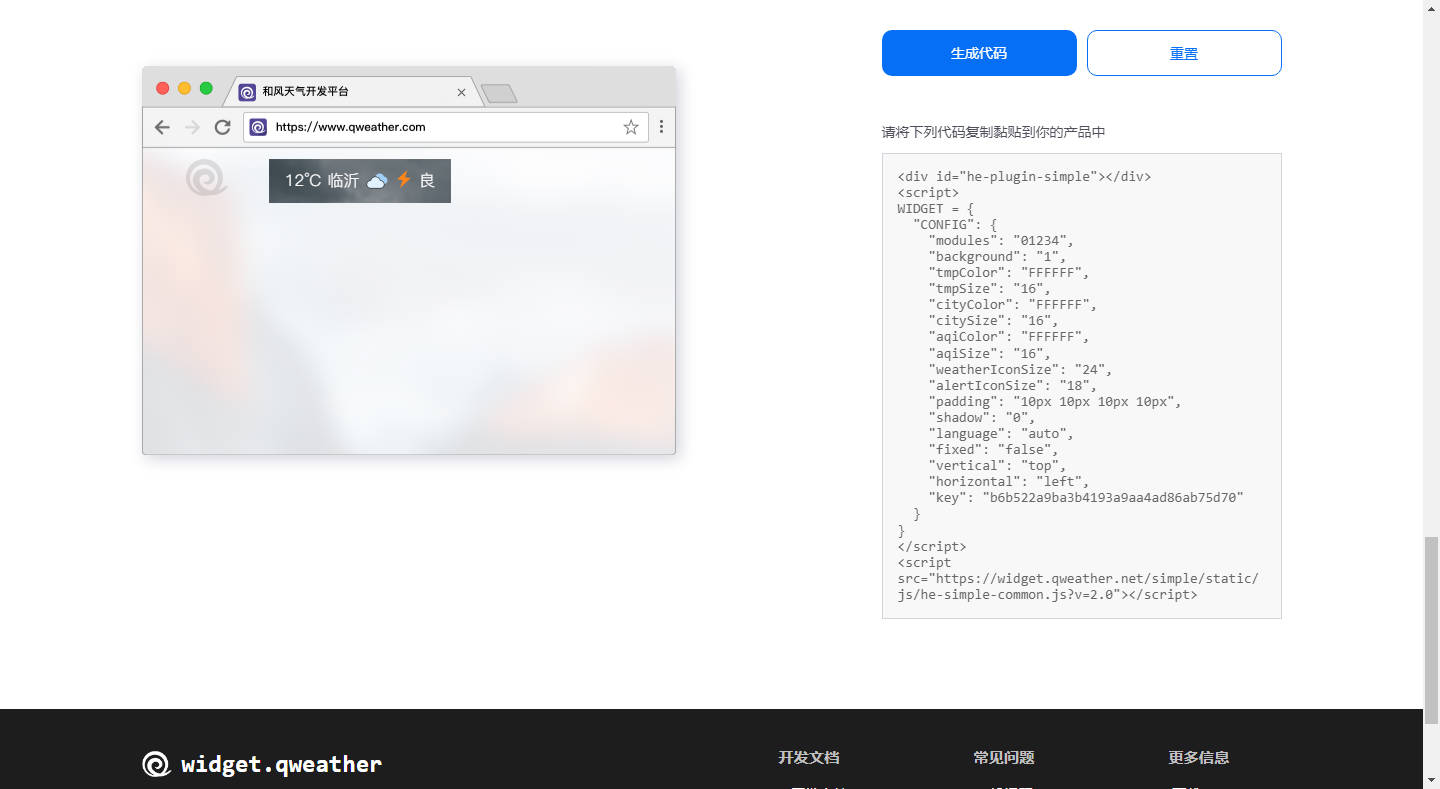 生成代码
重置
和风天气开发平台
https://www.qweather.com
12℃ 临沂 良
请将下列代码复制黏贴到你的产品中
<div id="he-plugin-simple"></div>
<script>
WIDGET = {
"CONFIG": {
"modules": "01234",
"background": "1",
"tmpColor": "FFFFFF",
"tmpSize": "16",
"cityColor": "FFFFFF",
"citySize": "16",
"aqiColor": "FFFFFF",
"aqiSize": "16",
"weatherIconSize": "24",
"alertIconSize": "18",
"padding": "10px 10px 10px 10px",
"shadow": "0",
"language": "auto",
"fixed": "false",
"vertical": "top",
"horizontal": "left",
"key": "b6b522a9ba3b4193a9aa4ad86ab75d70"
}
}
</script>
<script
src="https://widget.qweather.net/simple/static/
js/he-simple-common.js?v=2.0"></script>
widget.qweather
开发文档
常见问题
更多信息